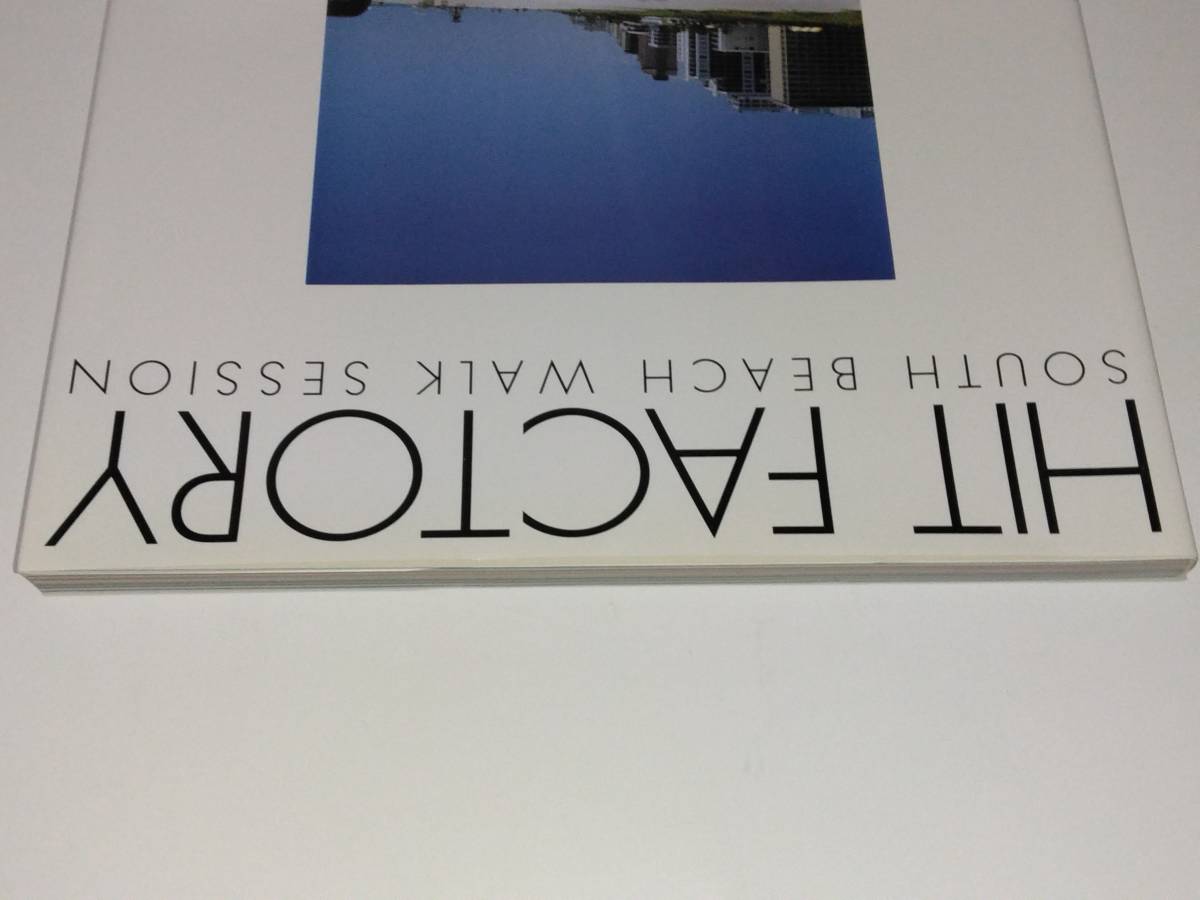 HIT FACTORY
SOUTH BEACH WALK SESSION